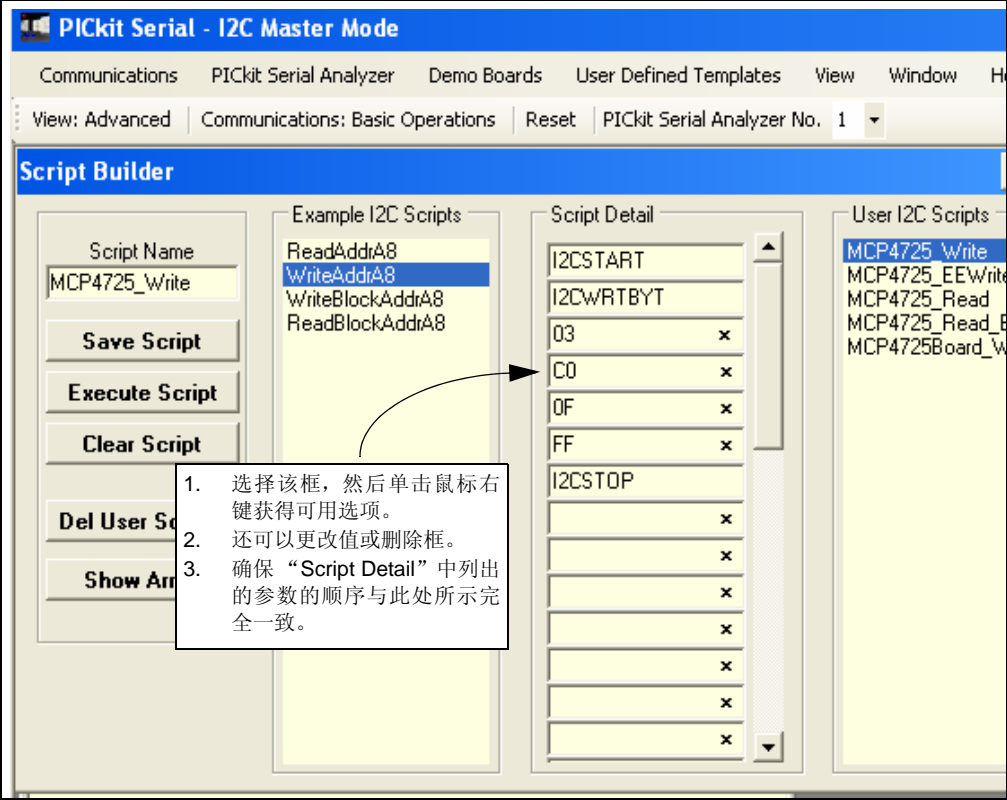 PICkit Serial - I2C Master Mode
Communications PICkit Serial Analyzer Demo Boards User Defined Templates View Window
View: Advanced Communications: Basic Operations Reset PICkit Serial Analyzer No. 1
Script Builder
Script Name
MCP4725_Write
Save Script
Execute Script
Clear Script
Del User
Show
Example I2C Scripts
ReadAddrA8
WriteAddrA8
WriteBlockAddrA8
ReadBlockAddrA8
1. 选择该框，然后单击鼠标右
键获得可用选项。
2. 还可以更改值或删除框。
3. 确保“Script Detail”中列出
的参数的顺序与此处所示完
全一致。
Script Detail
I2CSTART
I2CWRTBYT
03 x
C0 x
0F x
FF x
I2CSTOP
x
x
x
x
x
x
x
User I2C Scripts
MCP4725_Write
MCP4725_EEWrite
MCP4725_Read
MCP4725_Read_E
MCP4725Board_W